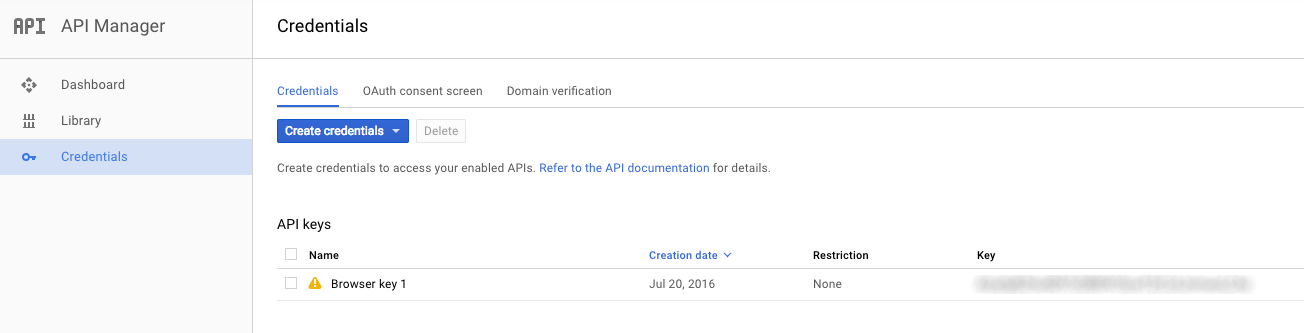 API API Manager
Credentials
Dashboard
Library
Credentials
Credentials OAuth consent screen Domain verification
Create credentials Delete
Create credentials to access your enabled APIs. Refer to the API documentation for details.
API keys
Name Creation date Restriction Key
Browser key 1 Jul 20, 2016 None